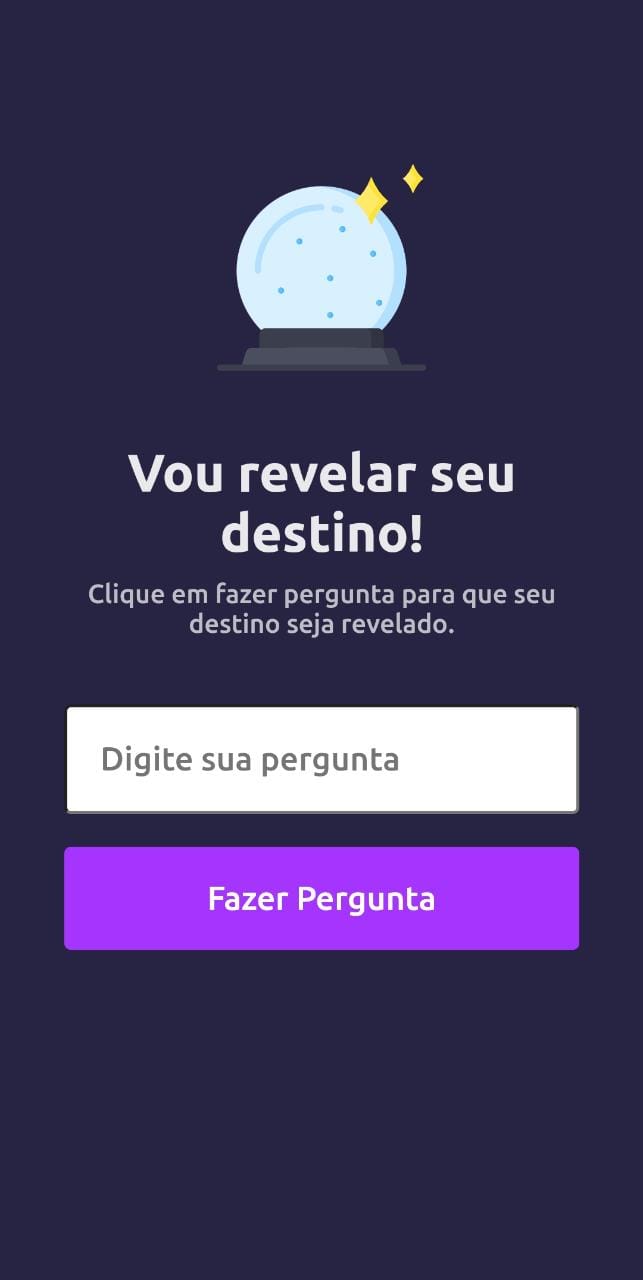 Vou revelar seu
destino!
Clique em fazer pergunta para que seu
destino seja revelado.
Digite sua pergunta
Fazer Pergunta